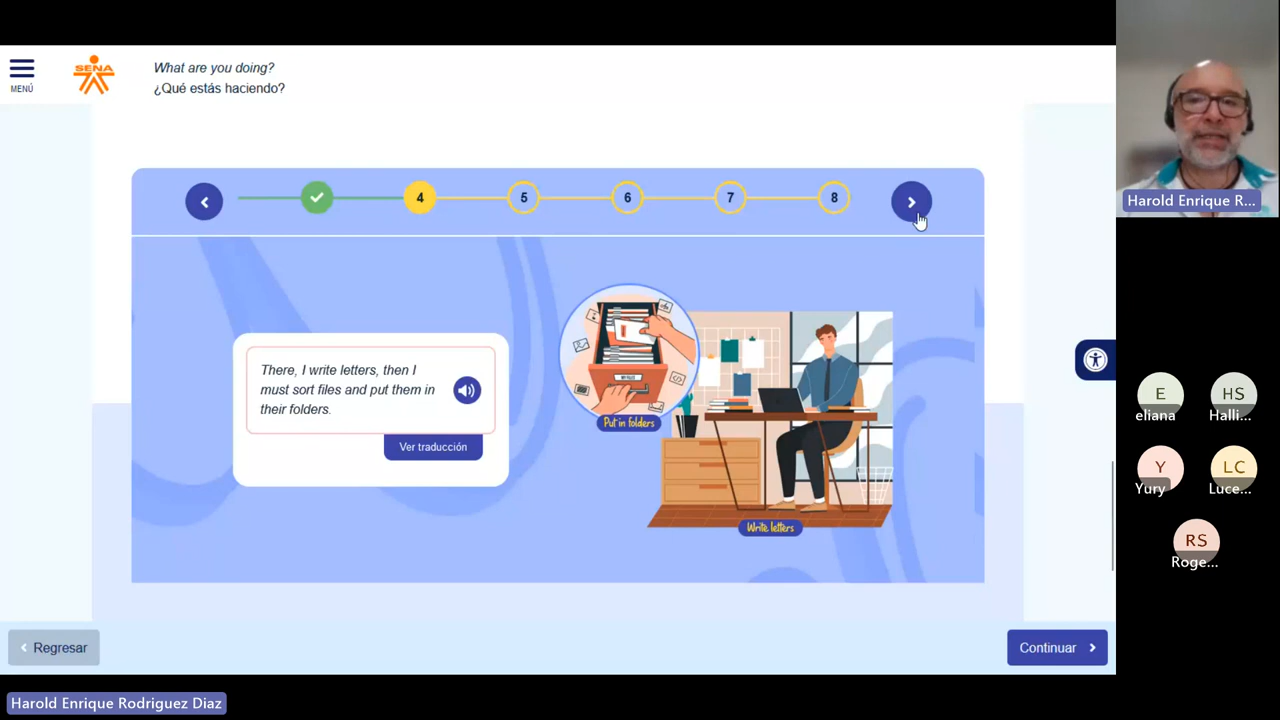 MENÚ
SENA
What are you doing?
¿Qué estás haciendo?
4
5
6
7
8
There, I write letters, then I
must sort files and put them in
their folders.
Ver traducción
MY FILES
Put in folders
Write letters
Regresar
Continuar
Harold Enrique R...
E
eliana
HS
Halli...
Y
Yury
LC
Luce...
RS
Roge...
Harold Enrique Rodriguez Diaz